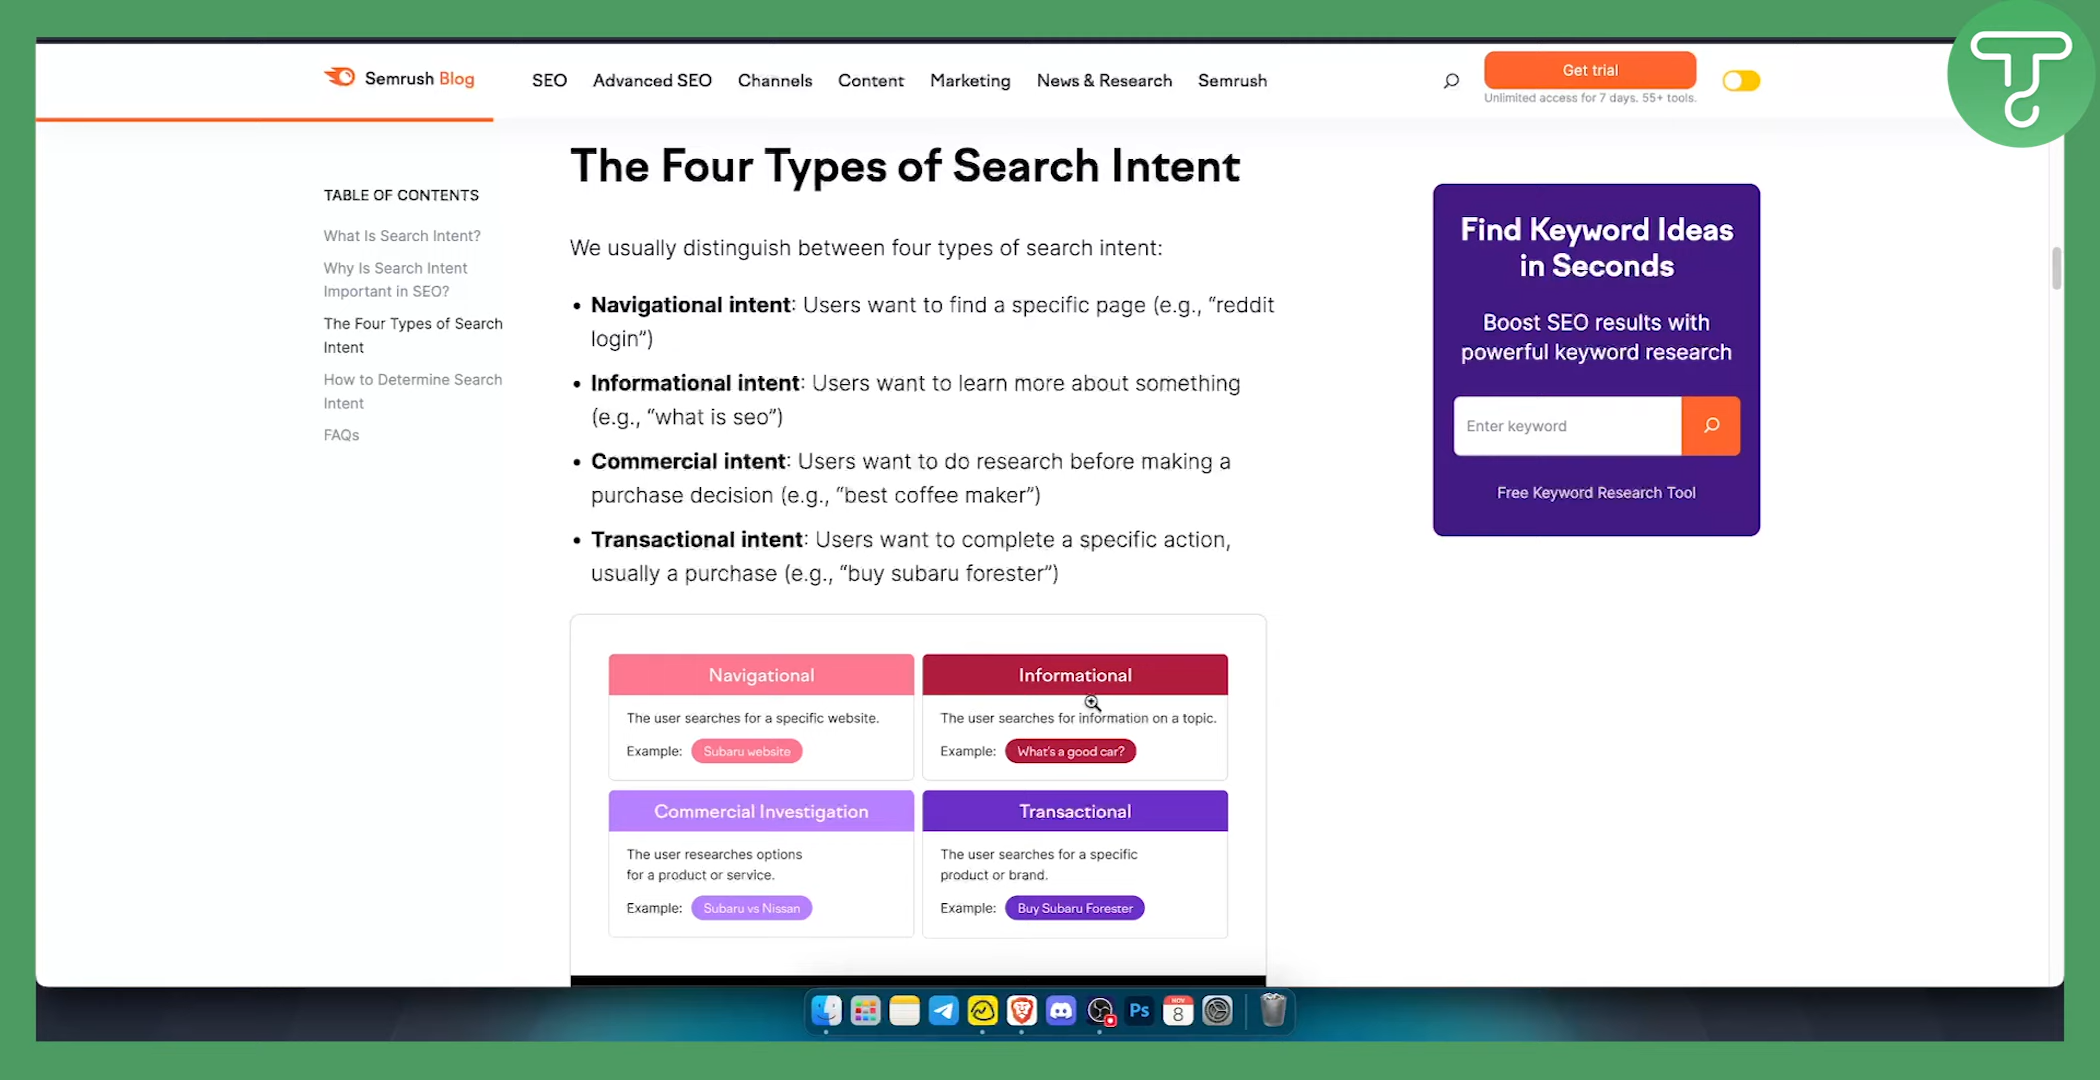 Semrush Blog
SEO
Advanced SEO
Channels
Content
Marketing
News & Research
Semrush
Get trial
Unlimited access for 7 days. 55+ tools.
TABLE OF CONTENTS
What Is Search Intent?
Why Is Search Intent
Important in SEO?
The Four Types of Search
Intent
How to Determine Search
Intent
FAQs
The Four Types of Search Intent
We usually distinguish between four types of search intent:
• Navigational intent: Users want to find a specific page (e.g., “reddit
login”)
• Informational intent: Users want to learn more about something
(e.g., “what is seo”)
• Commercial intent: Users want to do research before making a
purchase decision (e.g., “best coffee maker”)
• Transactional intent: Users want to complete a specific action,
usually a purchase (e.g., “buy subaru forester”)
Navigational
The user searches for a specific website.
Example: Subaru website
Informational
The user searches for information on a topic.
Example: What's a good car?
Commercial Investigation
The user researches options
for a product or service.
Example: Subaru vs Nissan
Transactional
The user searches for a specific
product or brand.
Example: Buy Subaru Forester
Find Keyword Ideas
in Seconds
Boost SEO results with
powerful keyword research
Enter keyword
Free Keyword Research Tool
Ps
NOV
8